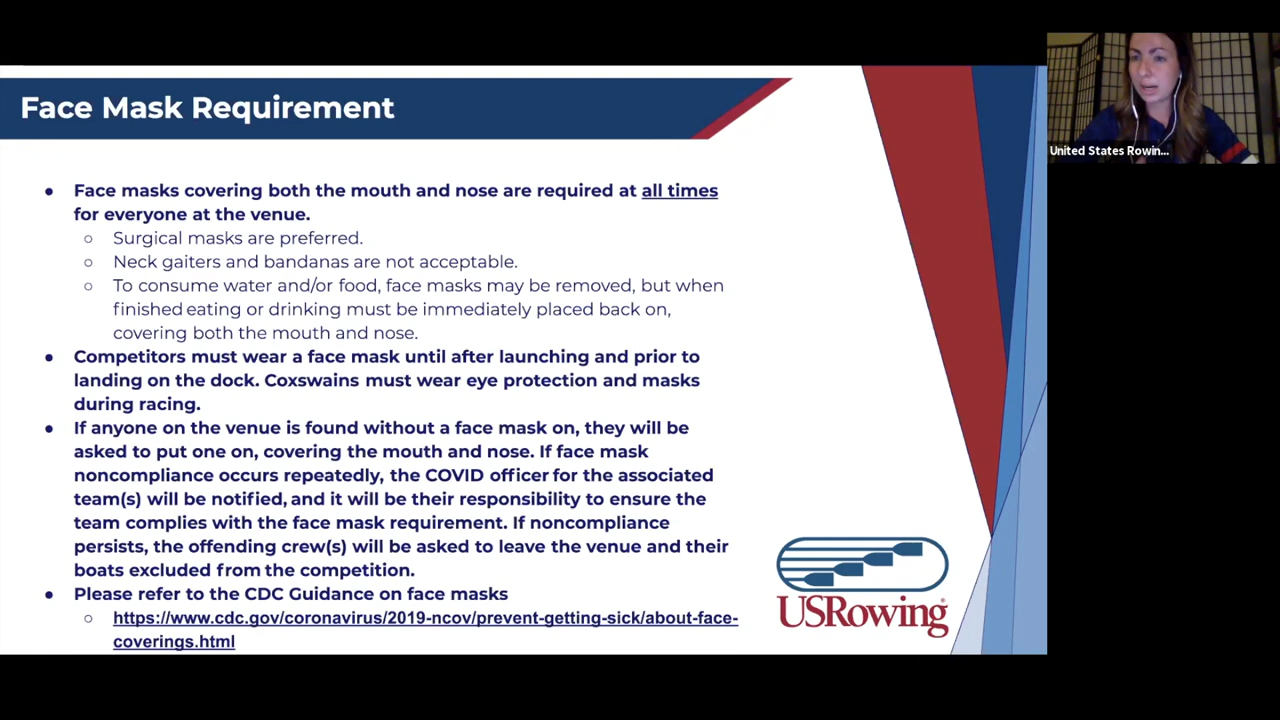 Face Mask Requirement
United States Rowin...
● Face masks covering both the mouth and nose are required at all times
for everyone at the venue.
○ Surgical masks are preferred.
○ Neck gaiters and bandanas are not acceptable.
○ To consume water and/or food, face masks may be removed, but when
finished eating or drinking must be immediately placed back on,
covering both the mouth and nose.
● Competitors must wear a face mask until after launching and prior to
landing on the dock. Coxswains must wear eye protection and masks
during racing.
● If anyone on the venue is found without a face mask on, they will be
asked to put one on, covering the mouth and nose. If face mask
noncompliance occurs repeatedly, the COVID officer for the associated
team(s) will be notified, and it will be their responsibility to ensure the
team complies with the face mask requirement. If noncompliance
persists, the offending crew(s) will be asked to leave the venue and their
boats excluded from the competition.
● Please refer to the CDC Guidance on face masks
○ https://www.cdc.gov/coronavirus/2019-ncov/prevent-getting-sick/about-face-
coverings.html
USRowing®